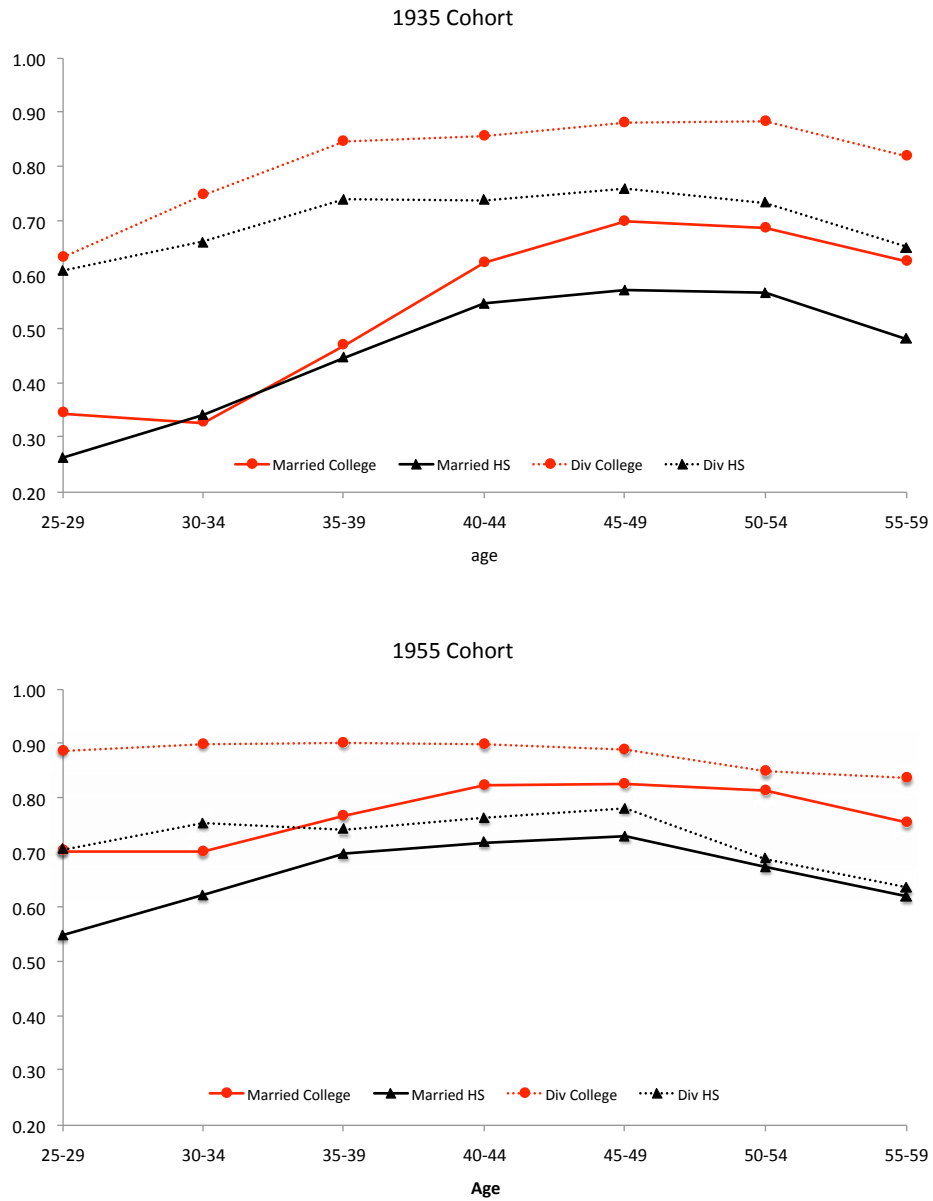 1935 Cohort
1.00
0.90
0.80
0.70
0.60
0.50
0.40
0.30
0.20
Married College Married HS Div College Div HS
25-29 30-34 35-39 40-44 45-49 50-54 55-59
age
1955 Cohort
1.00
0.90
0.80
0.70
0.60
0.50
0.40
0.30
0.20
Married College Married HS Div College Div HS
25-29 30-34 35-39 40-44 45-49 50-54 55-59
Age